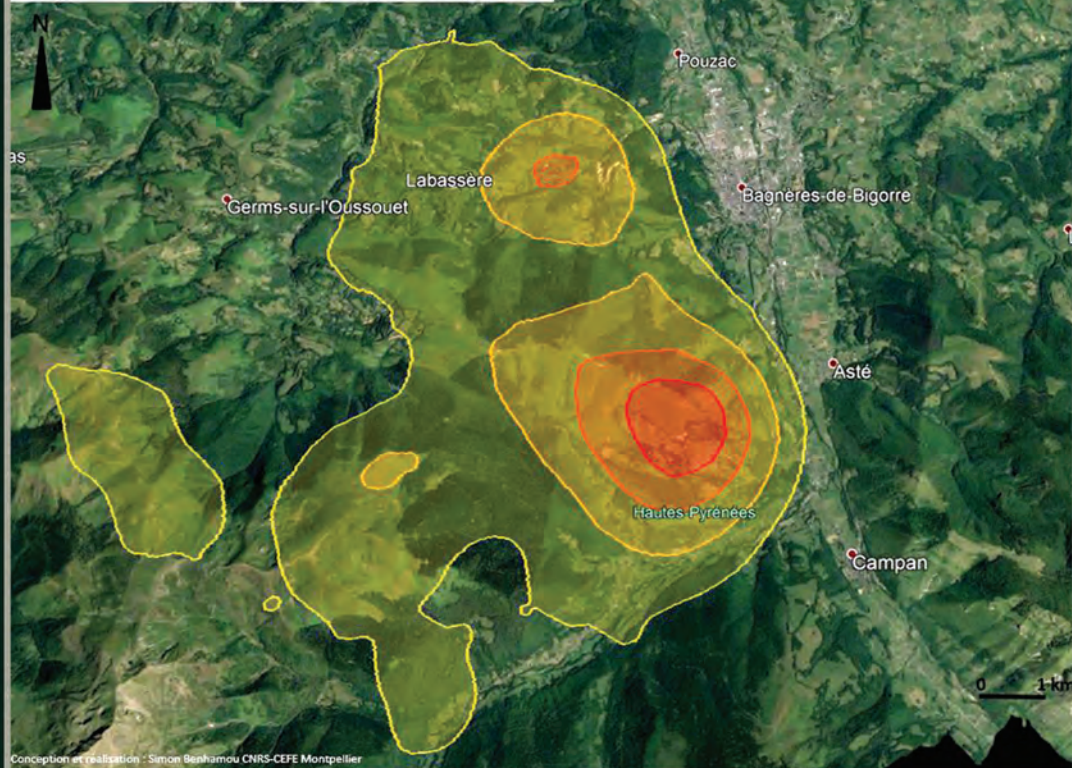 N
Pouzac
as
Labassère
Bagnères-de-Bigorre
Germs-sur-l'Oussouet
Asté
Hautes-Pyrénées
Campan
0 1 km
Conception et réalisation : Simon Benhamou CNRS-CEFE Montpellier